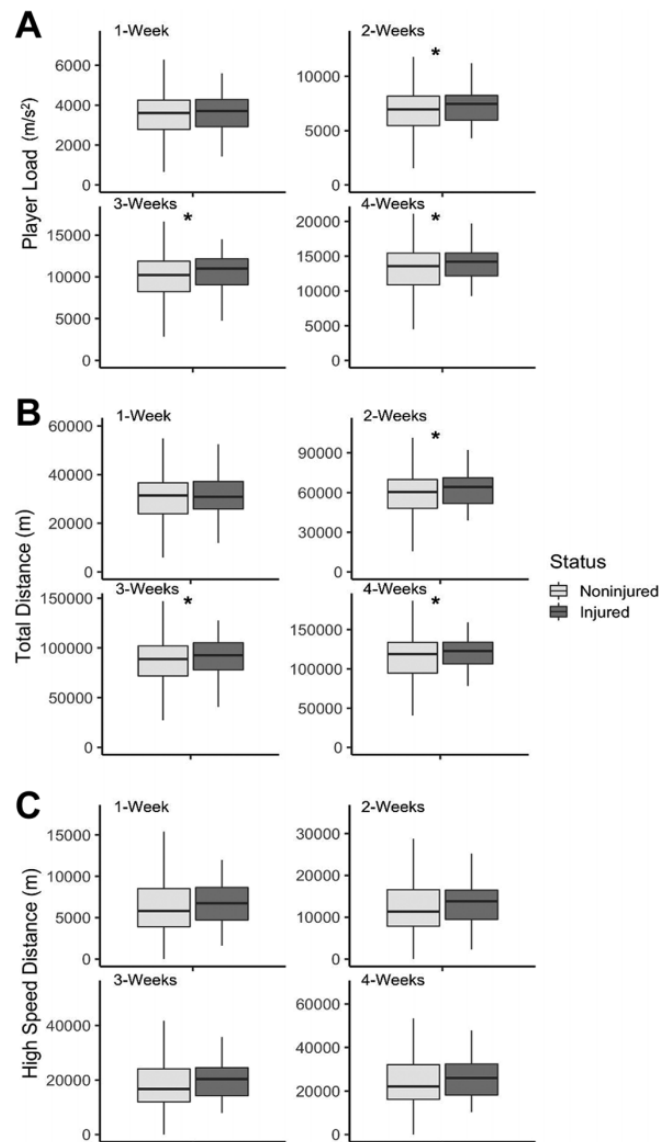 A
1-Week
2-Weeks
Player Load (m/s²)
6000
4000
2000
0
*
10000
5000
0
3-Weeks
*
15000
10000
5000
0
4-Weeks
*
20000
15000
10000
5000
0
B
1-Week
2-Weeks
Total Distance (m)
60000
40000
20000
0
*
90000
60000
30000
0
3-Weeks
*
150000
100000
50000
0
4-Weeks
*
150000
100000
50000
0
Status
Noninjured
Injured
C
1-Week
2-Weeks
High Speed Distance (m)
15000
10000
5000
0
30000
20000
10000
0
3-Weeks
40000
20000
0
4-Weeks
60000
40000
20000
0